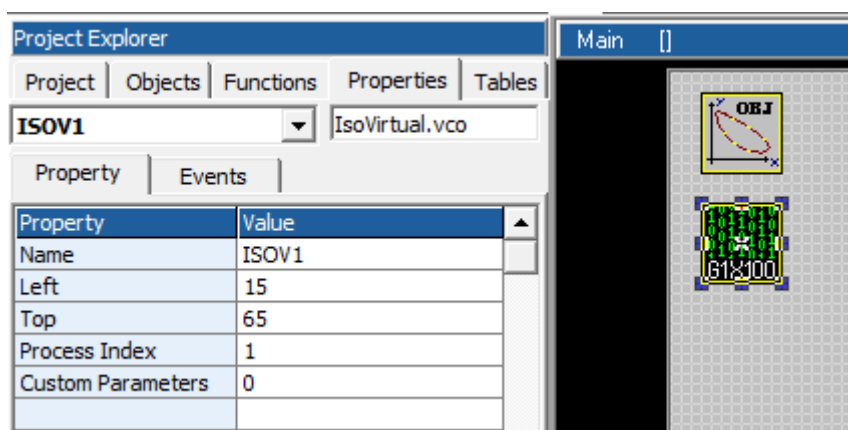 Project Explorer
Project Objects Functions Properties Tables
ISOV1 IsoVirtual.vco
Property Events
Property Value
Name ISOV1
Left 15
Top 65
Process Index 1
Custom Parameters 0
Main []
Y OBJ
X
G1X100